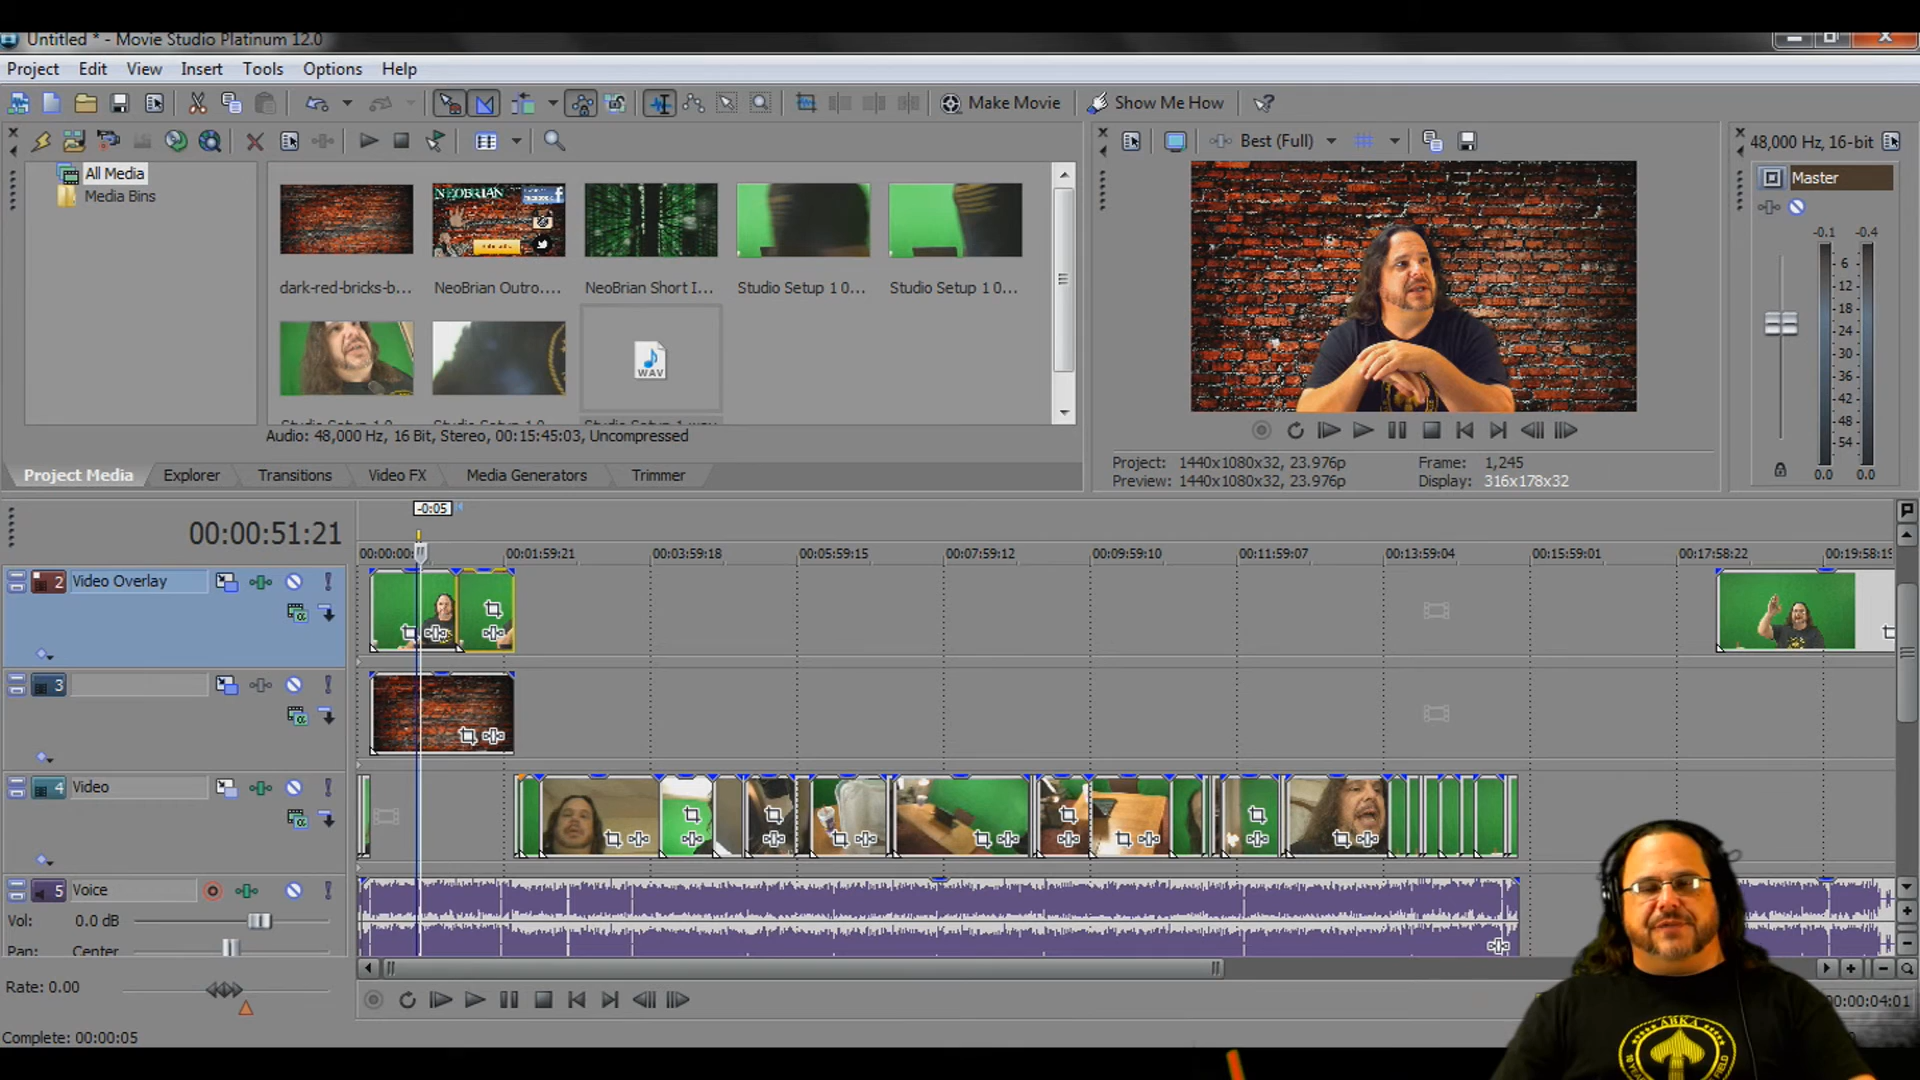 Untitled * - Movie Studio Platinum 12.0
Project Edit View Insert Tools Options Help
Make Movie Show Me How
Best (Full)
48,000 Hz, 16-bit
All Media
Media Bins
Master
NEOBRIAN
dark-red-bricks-b...
NeoBrian Outro....
NeoBrian Short I...
Studio Setup 1 0...
Studio Setup 1 0...
WAV
Studio Setup 1 0...
Studio Setup 1 0...
Studio Setup 1.wav
Audio: 48,000 Hz, 16 Bit, Stereo, 00:15:45:03, Uncompressed
-0.1 -0.4
6
12
18
24
30
36
42
48
54
0.0 0.0
Project Media Explorer Transitions Video FX Media Generators Trimmer
Project: 1440x1080x32, 23.976p Frame: 1,245
Preview: 1440x1080x32, 23.976p Display: 316x178x32
00:00:51:21
-0:05
00:00:00: 00:01:59:21 00:03:59:18 00:05:59:15 00:07:59:12 00:09:59:10 00:11:59:07 00:13:59:04 00:15:59:01 00:17:58:22 00:19:58:19
2 Video Overlay
3
4 Video
5 Voice
Vol: 0.0 dB
Pan: Center
Rate: 0.00
00:00:04:01
Complete: 00:00:05
ABKA